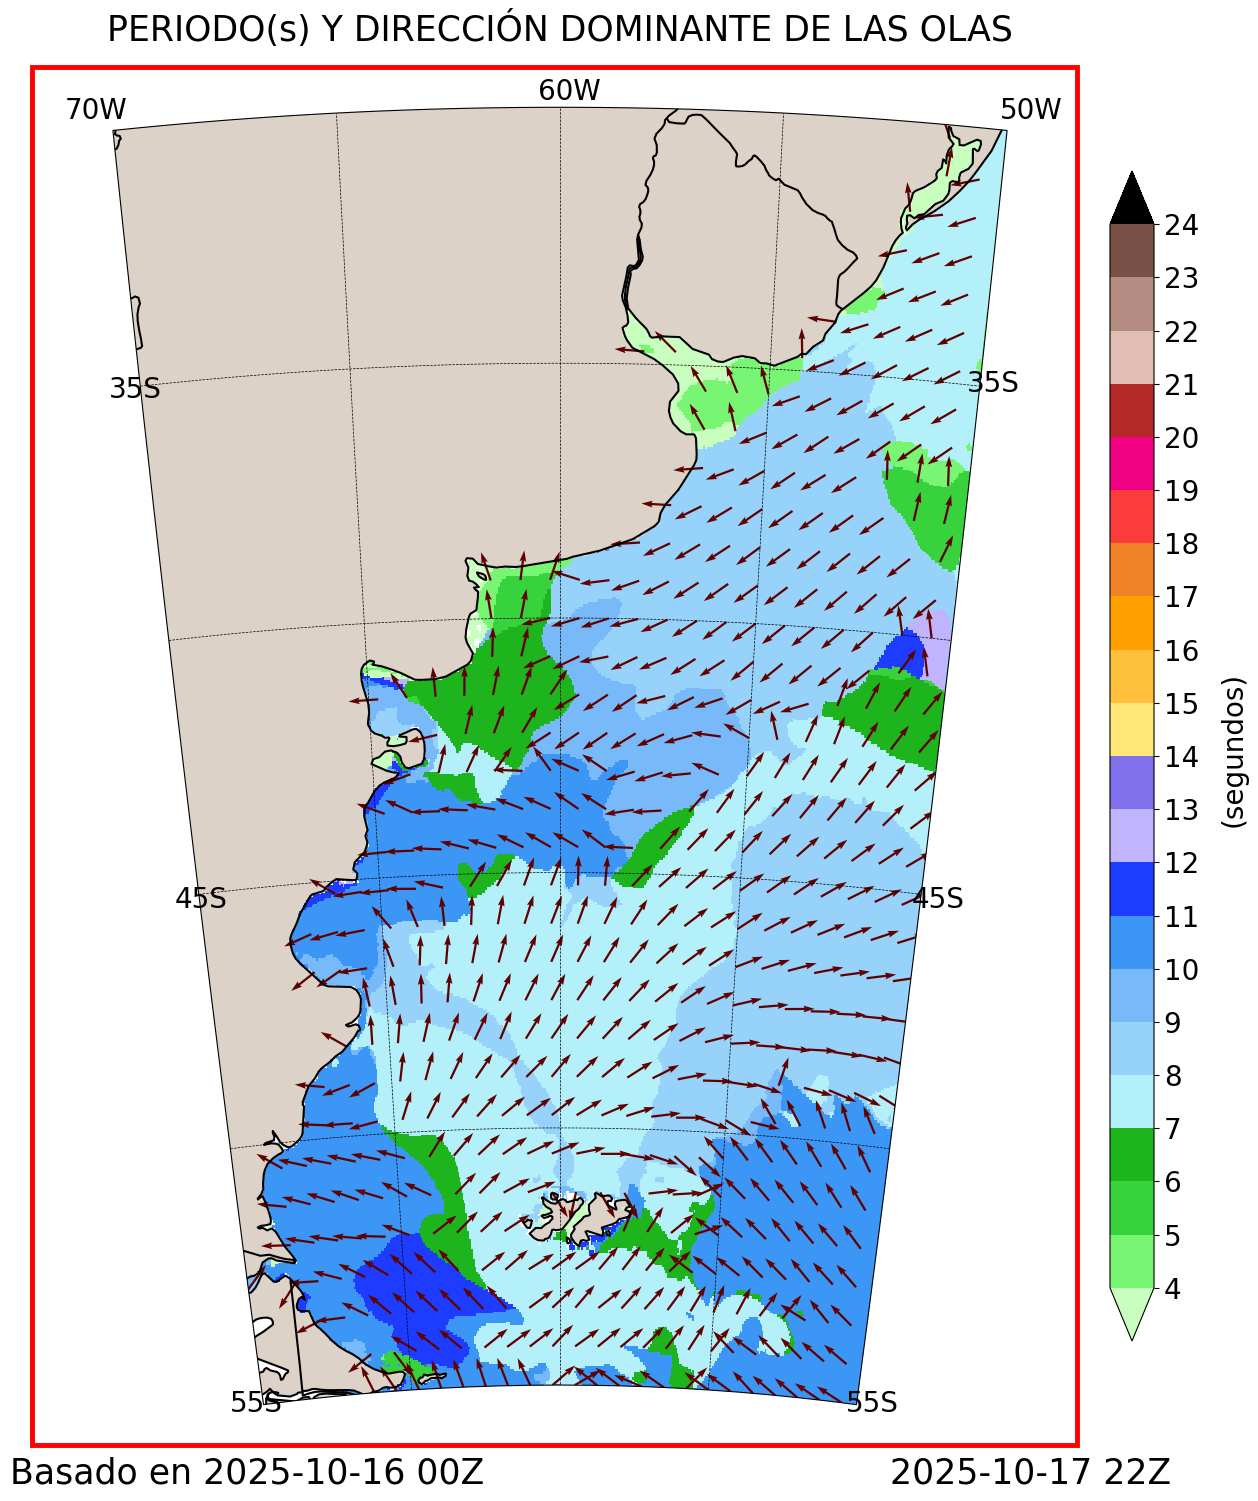 PERIODO(s) Y DIRECCIÓN DOMINANTE DE LAS OLAS
70W
60W
50W
35S
35S
45S
45S
55S
55S
24
23
22
21
20
19
18
17
16
15
14
13
12
11
10
9
8
7
6
5
4
(segundos)
Basado en 2025-10-16 00Z
2025-10-17 22Z